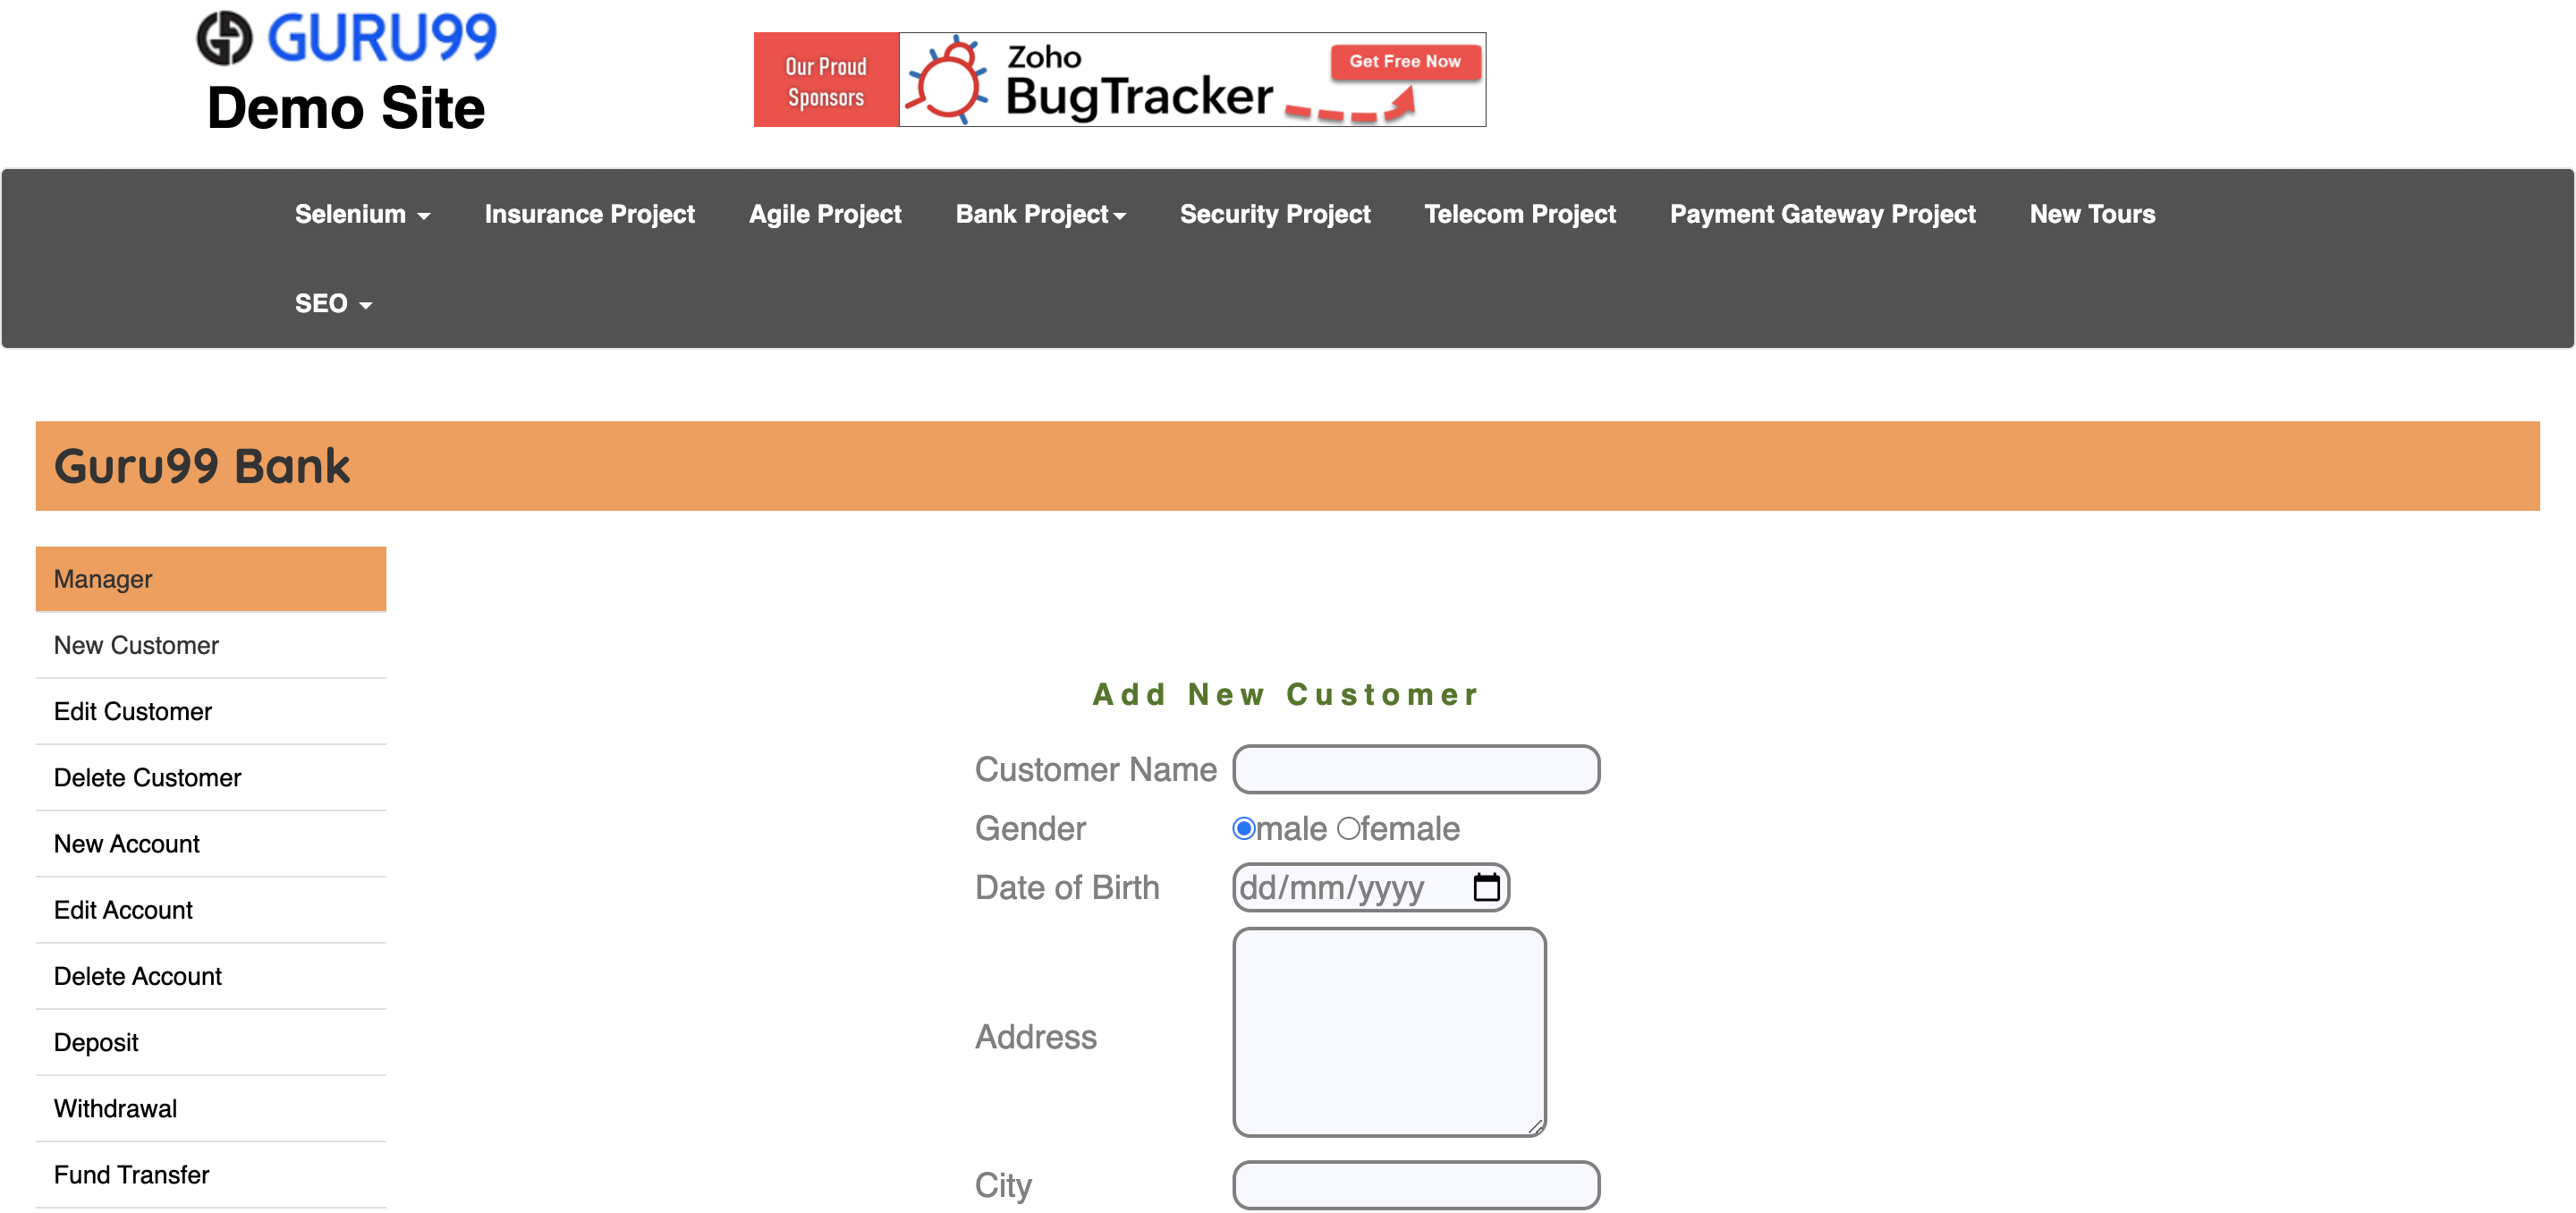 GURU99
Demo Site
Our Proud
Sponsors
Zoho
BugTracker
Get Free Now
Selenium Insurance Project Agile Project Bank Project Security Project Telecom Project Payment Gateway Project New Tours
SEO
Guru99 Bank
Manager
New Customer
Edit Customer
Delete Customer
New Account
Edit Account
Delete Account
Deposit
Withdrawal
Fund Transfer
Add New Customer
Customer Name
Gender male female
Date of Birth dd/mm/yyyy
Address
City